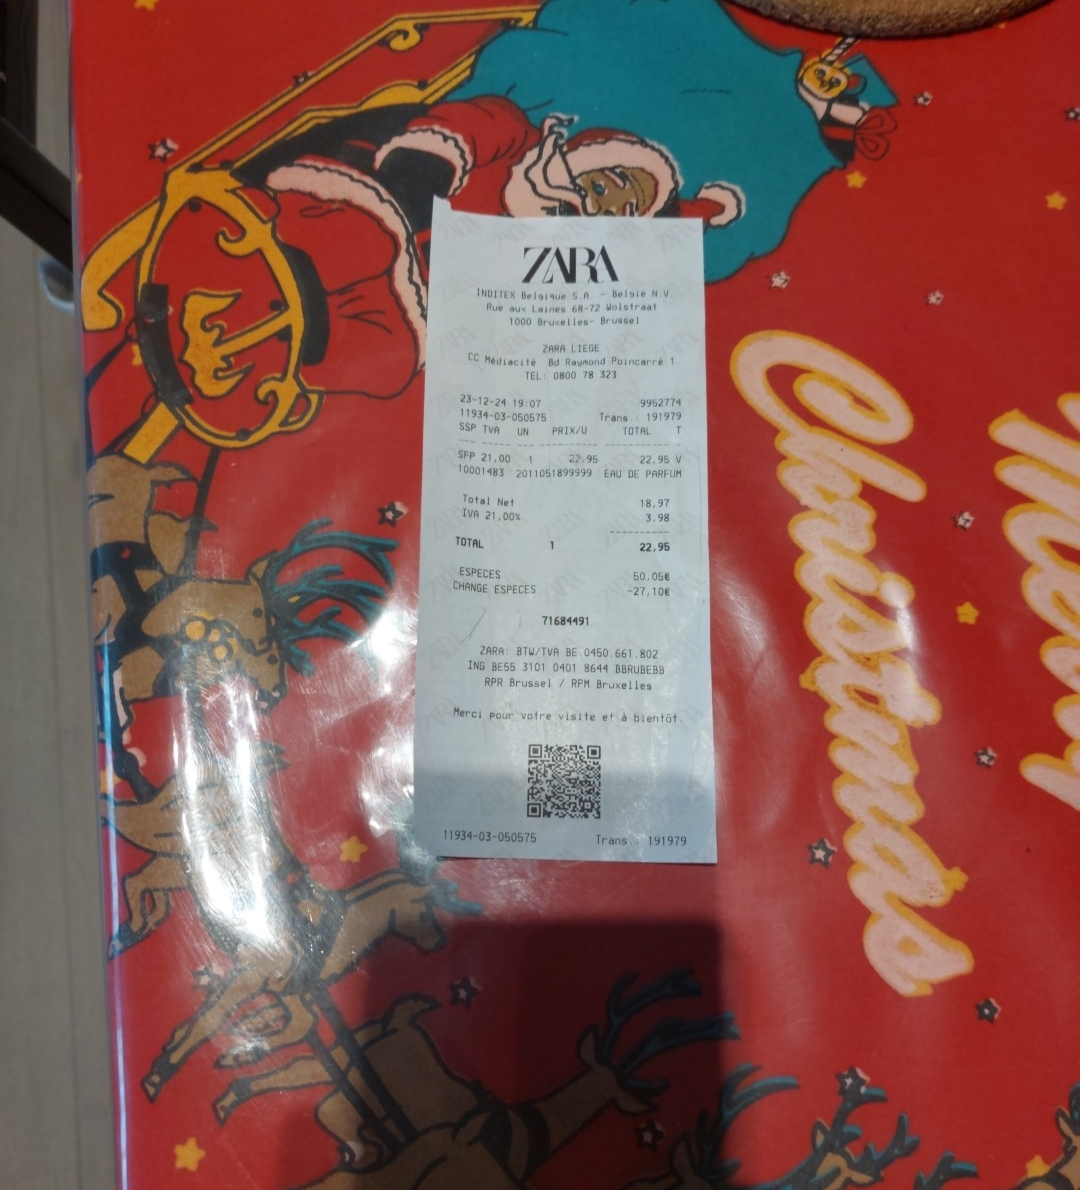 ZARA
INDITEX Belgique S.A. - België N.V.
Rue aux Laines 68-72 Wolstraat
1000 Bruxelles- Brussel
ZARA LIEGE
CC Médiacité Bd Raymond Poincarré 1
TEL: 0800 78 323
23-12-24 19:07 9952774
11934-03-050575 Trans.: 191979
SSP TVA UN PRIX/U TOTAL T
SFP 21,00 1 22,95 22,95 V
10001483 2011051899999 EAU DE PARFUM
Total Net 18,97
IVA 21,00% 3,98
TOTAL 1 22,95
ESPECES 50,05€
CHANGE ESPECES -27,10€
71684491
ZARA: BTW/TVA BE.0450.661.802
ING BE55 3101 0401 8644 BBRUBEBB
RPR Brussel / RPM Bruxelles
Merci pour votre visite et à bientôt.
11934-03-050575 Trans.: 191979
Christmas